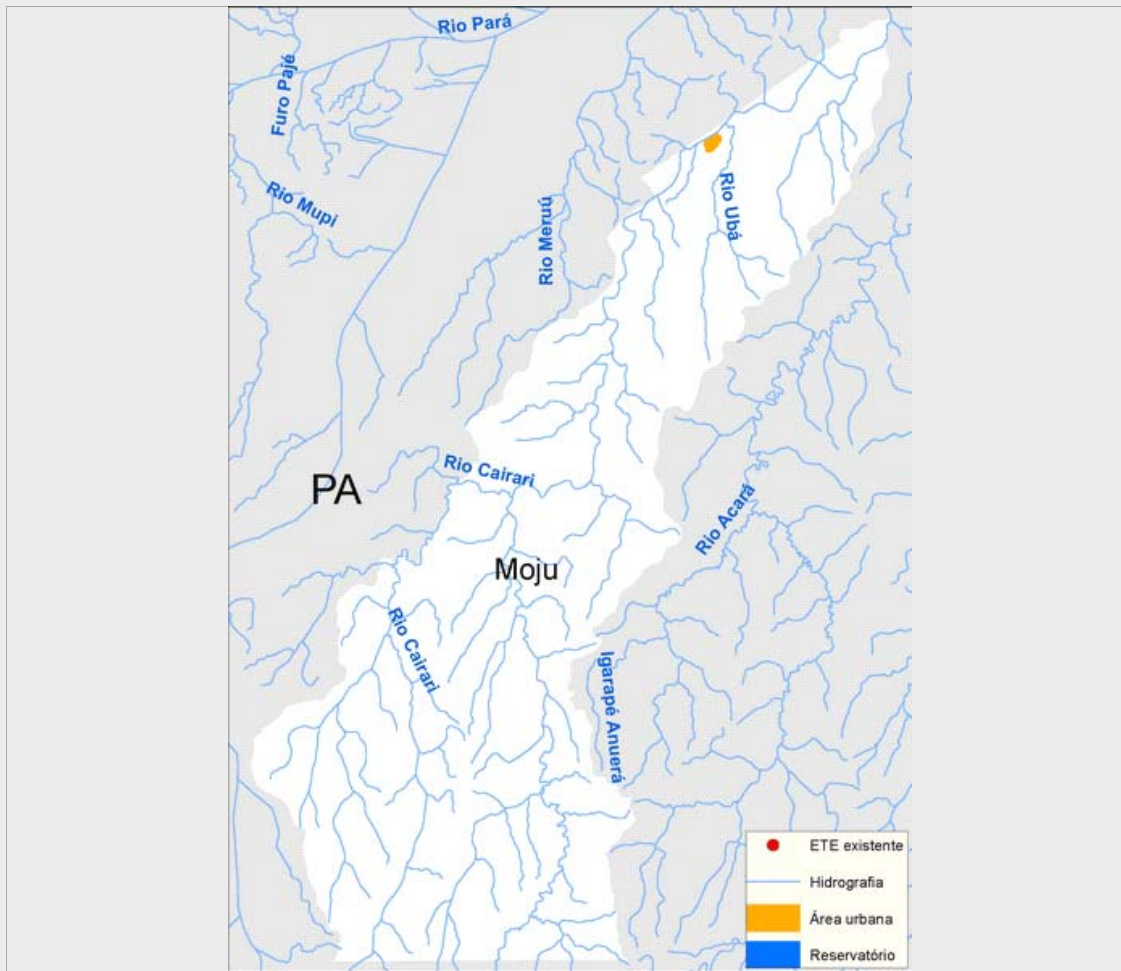 Rio Pará
Furo Pajé
Rio Mupi
Rio Meruú
Rio Ubá
Rio Cairari
PA
Rio Acará
Moju
Rio Cairari
Igarapé Anuerá
ETE existente
Hidrografia
Área urbana
Reservatório